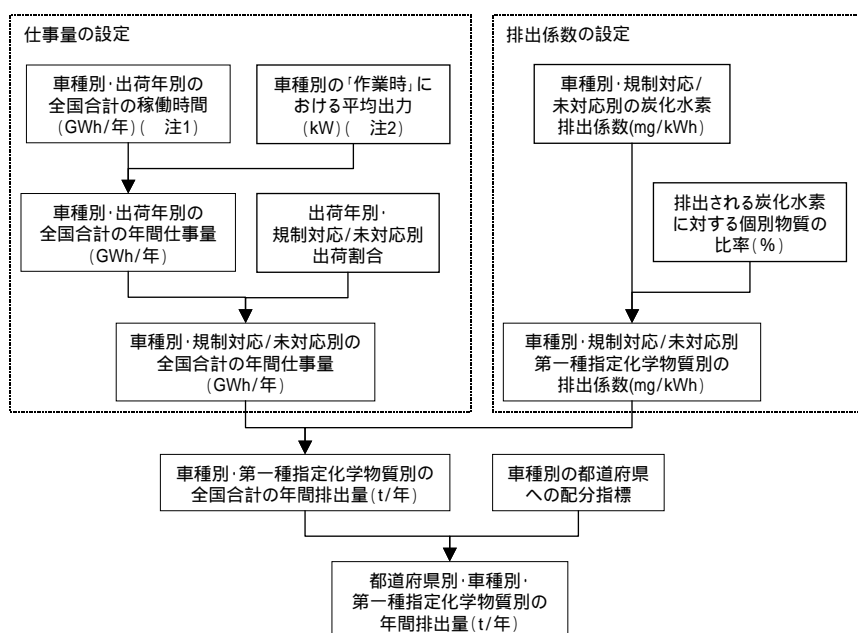 仕事量の設定
車種別・出荷年別の
全国合計の稼働時間
(GWh/年)( 注1)
車種別の「作業時」に
おける平均出力
(kW)( 注2)
車種別・出荷年別の
全国合計の年間仕事量
(GWh/年)
出荷年別・
規制対応/未対応別
出荷割合
車種別・規制対応/未対応別の
全国合計の年間仕事量
(GWh/年)
排出係数の設定
車種別・規制対応/
未対応別の炭化水素
排出係数(mg/kWh)
排出される炭化水素
に対する個別物質の
比率(%)
車種別・規制対応/未対応別
第一種指定化学物質別の
排出係数(mg/kWh)
車種別・第一種指定化学物質別の
全国合計の年間排出量(t/年)
車種別の都道府県
への配分指標
都道府県別・車種別・
第一種指定化学物質別の
年間排出量(t/年)